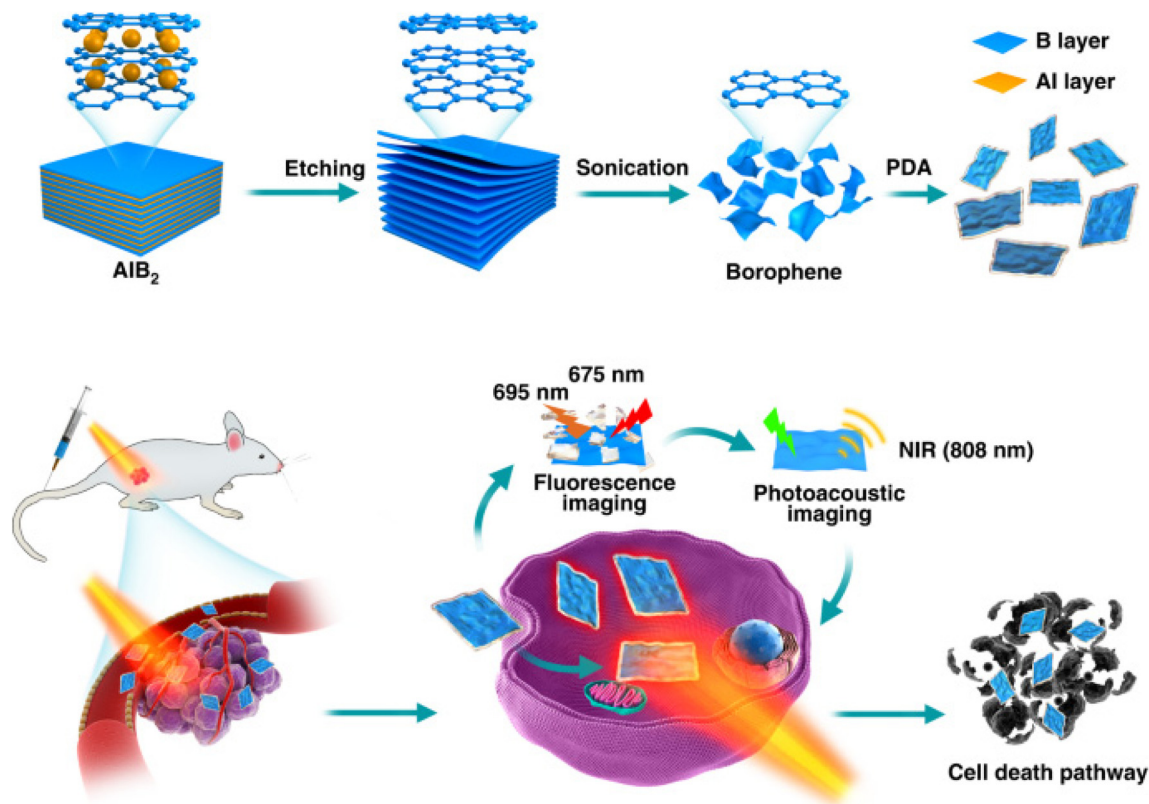 B layer
Al layer
Etching
Sonication
PDA
AlB₂
Borophene
675 nm
695 nm
NIR (808 nm)
Fluorescence
imaging
Photoacoustic
imaging
Cell death pathway